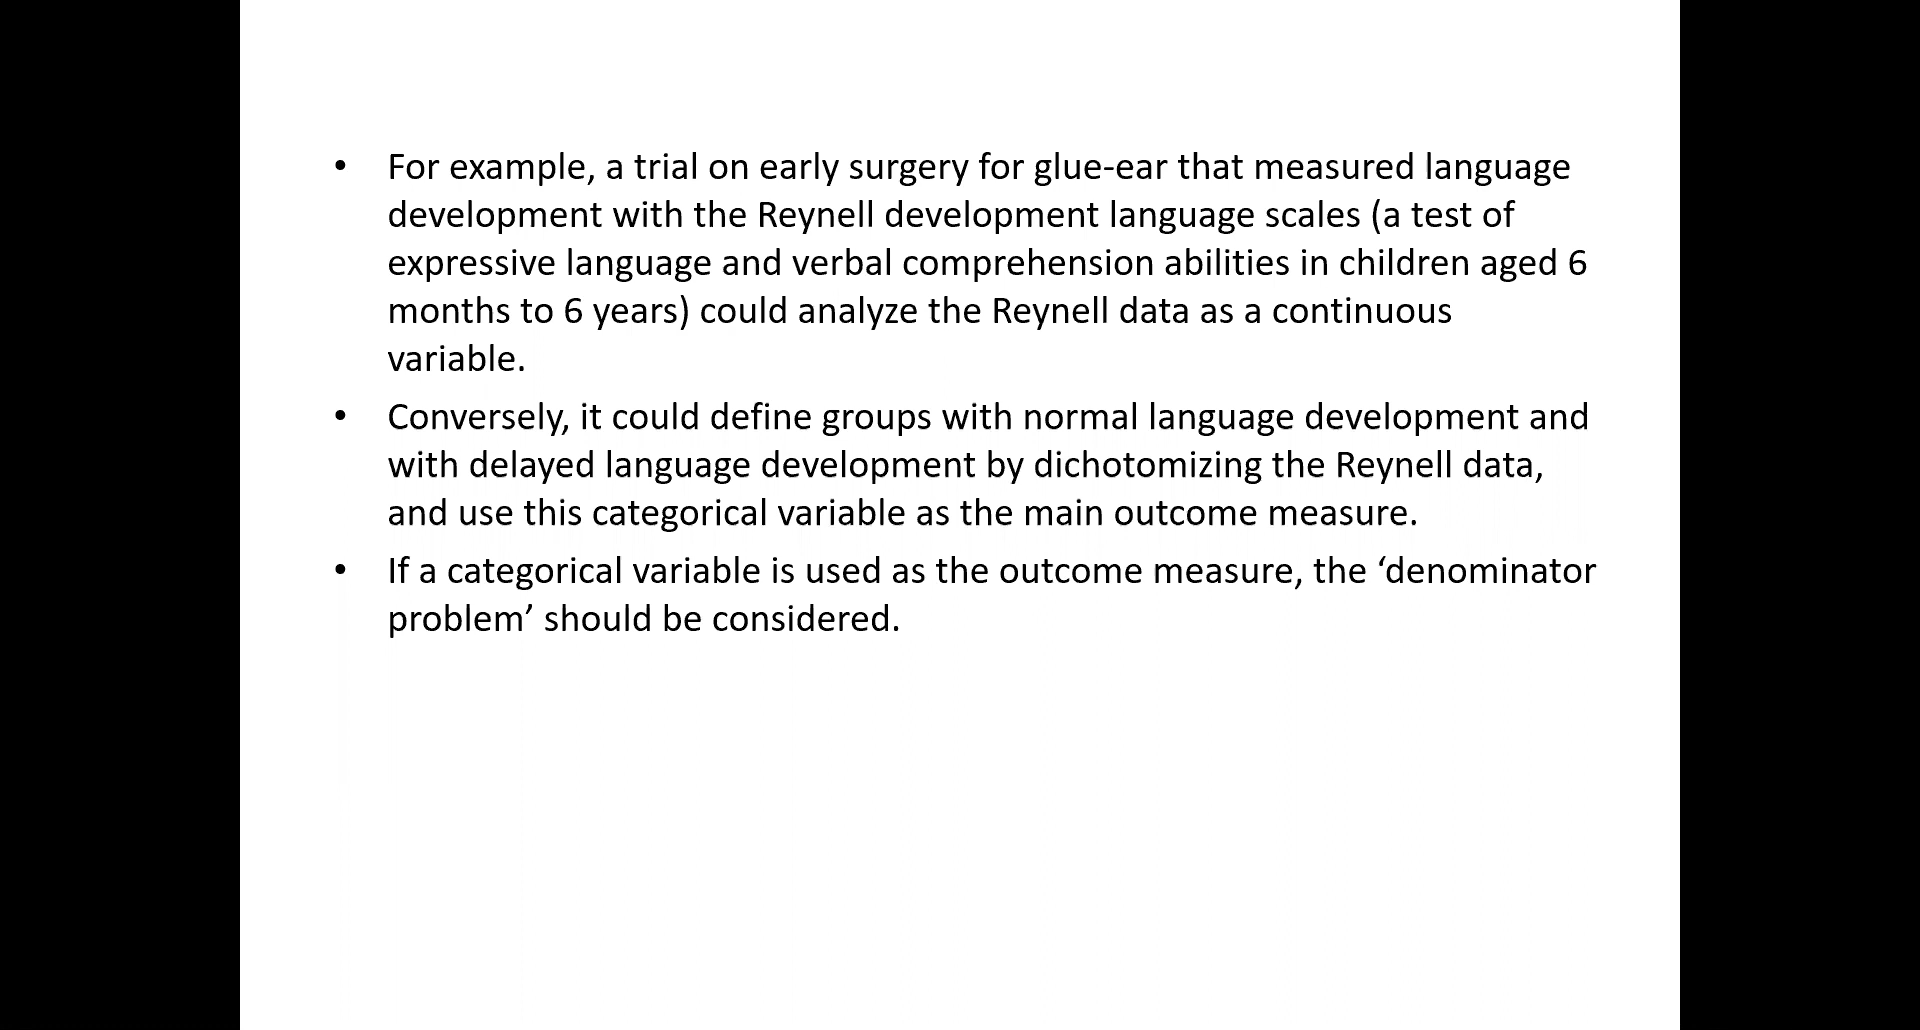 • For example, a trial on early surgery for glue-ear that measured language
development with the Reynell development language scales (a test of
expressive language and verbal comprehension abilities in children aged 6
months to 6 years) could analyze the Reynell data as a continuous
variable.
• Conversely, it could define groups with normal language development and
with delayed language development by dichotomizing the Reynell data,
and use this categorical variable as the main outcome measure.
• If a categorical variable is used as the outcome measure, the ‘denominator
problem’ should be considered.